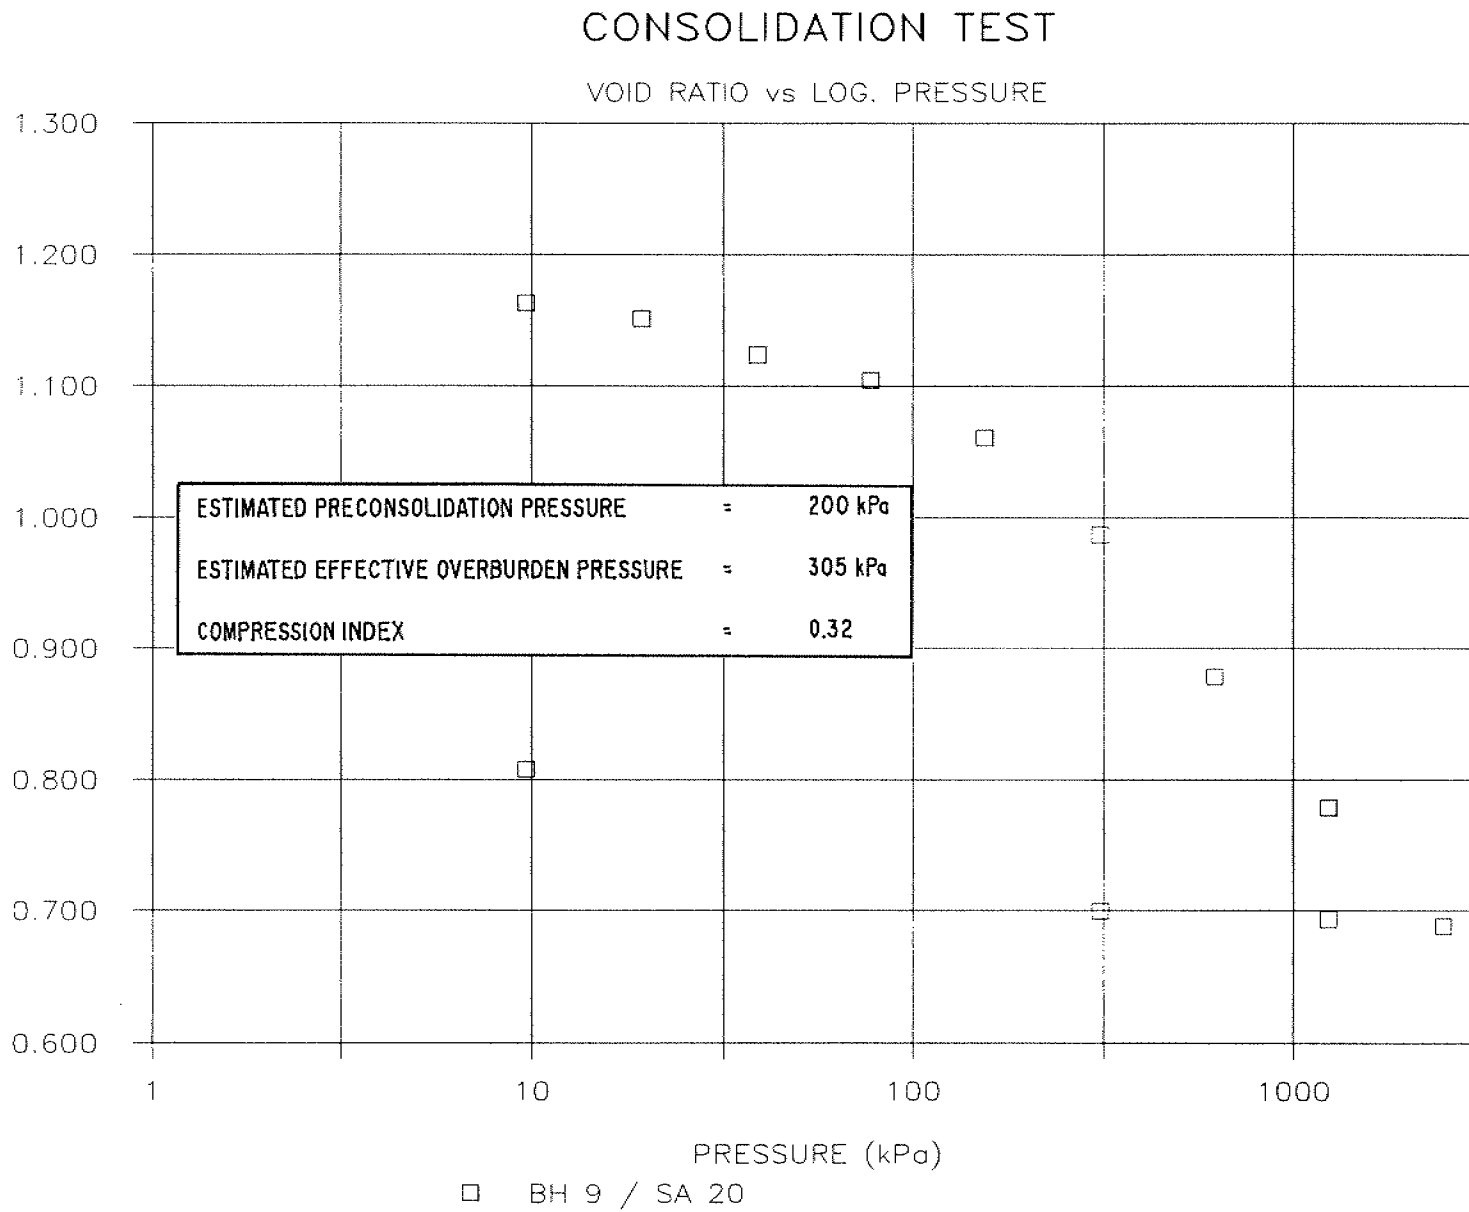 CONSOLIDATION TEST
VOID RATIO vs LOG. PRESSURE
1.300
1.200
1.100
1.000
0.900
0.800
0.700
0.600
ESTIMATED PRECONSOLIDATION PRESSURE = 200 kPa
ESTIMATED EFFECTIVE OVERBURDEN PRESSURE = 305 kPa
COMPRESSION INDEX = 0.32
1 10 100 1000
PRESSURE (kPa)
BH 9 / SA 20